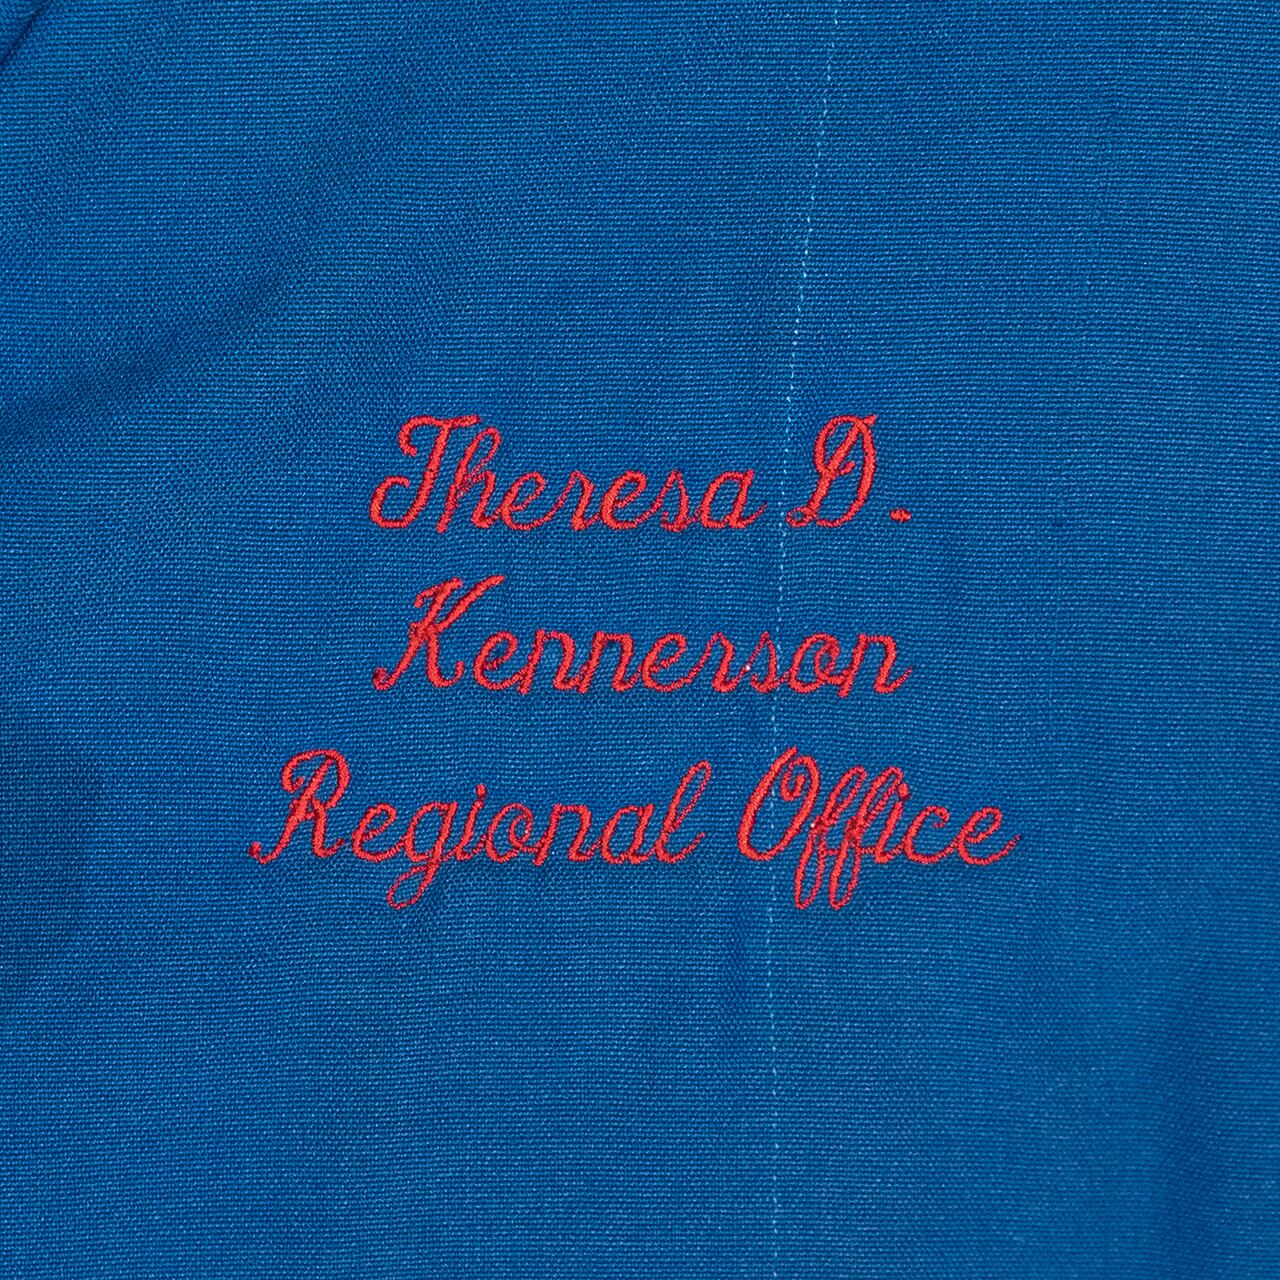 Theresa D.
Kennerson
Regional Office